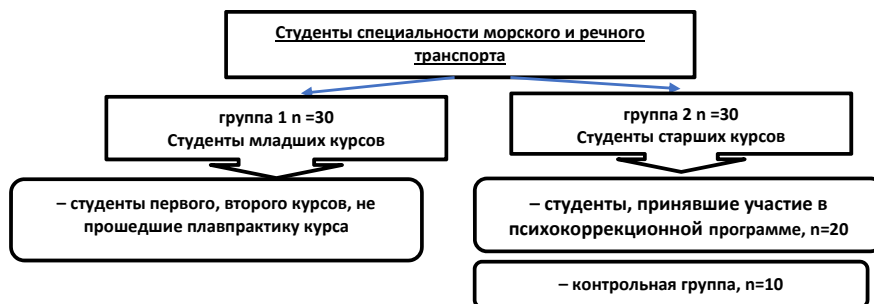 Студенты специальности морского и речного
транспорта
группа 1 n =30
Студенты младших курсов
– студенты первого, второго курсов, не
прошедшие плавпрактику курса
группа 2 n =30
Студенты старших курсов
– студенты, принявшие участие в
психокоррекционной программе, n=20
– контрольная группа, n=10